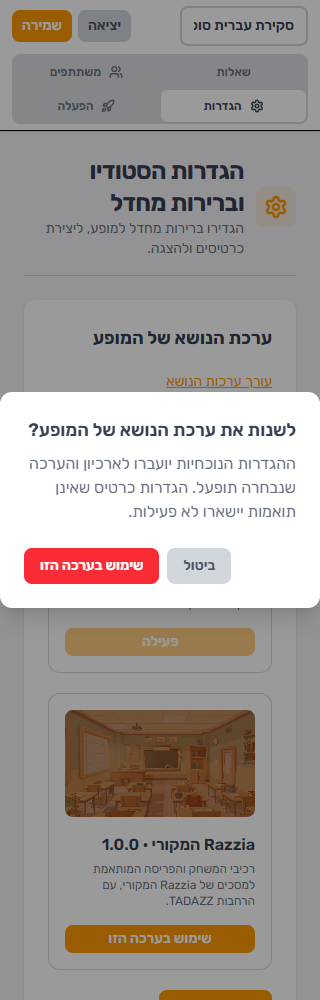 סקירת עברית סוכ
יציאה
שמירה
שאלות
משתתפים
הגדרות
הפעלה
הגדרות הסטודיו
וברירות מחדל
הגדירו ברירות מחדל למופע, ליצירת
כרטיסים ולהצגה.
ערכת הנושא של המופע
עורך ערכות הנושא
לשנות את ערכת הנושא של המופע?
ההגדרות הנוכחיות יועברו לארכיון והערכה
שנבחרה תופעל. הגדרות כרטיס שאינן
תואמות יישארו לא פעילות.
ביטול
שימוש בערכה הזו
פעילה
Razzia המקורי • 1.0.0
רכיבי המשחק והפריסה המותאמת
למסכים של Razzia המקורי, עם
הרחבות TADAZZ.
שימוש בערכה הזו